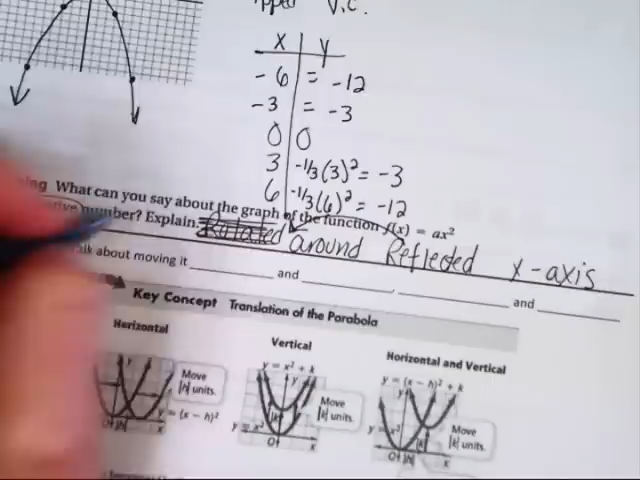 V.C.
x y
-6 = -12
-3 = -3
0 0
3 -1/3(3)² = -3
6 -1/3(6)² = -12
What can you say about the graph of the function f(x) = ax²
number? Explain. Rotated around Reflected x-axis
about moving it and , and
Key Concept Translation of the Parabola
Horizontal
Vertical
Horizontal and Vertical
y = x² + k
y = (x - h)² + k
Move
|h| units.
Move
|k| units.
Move
|k| units.
y = (x - h)²
y = x²